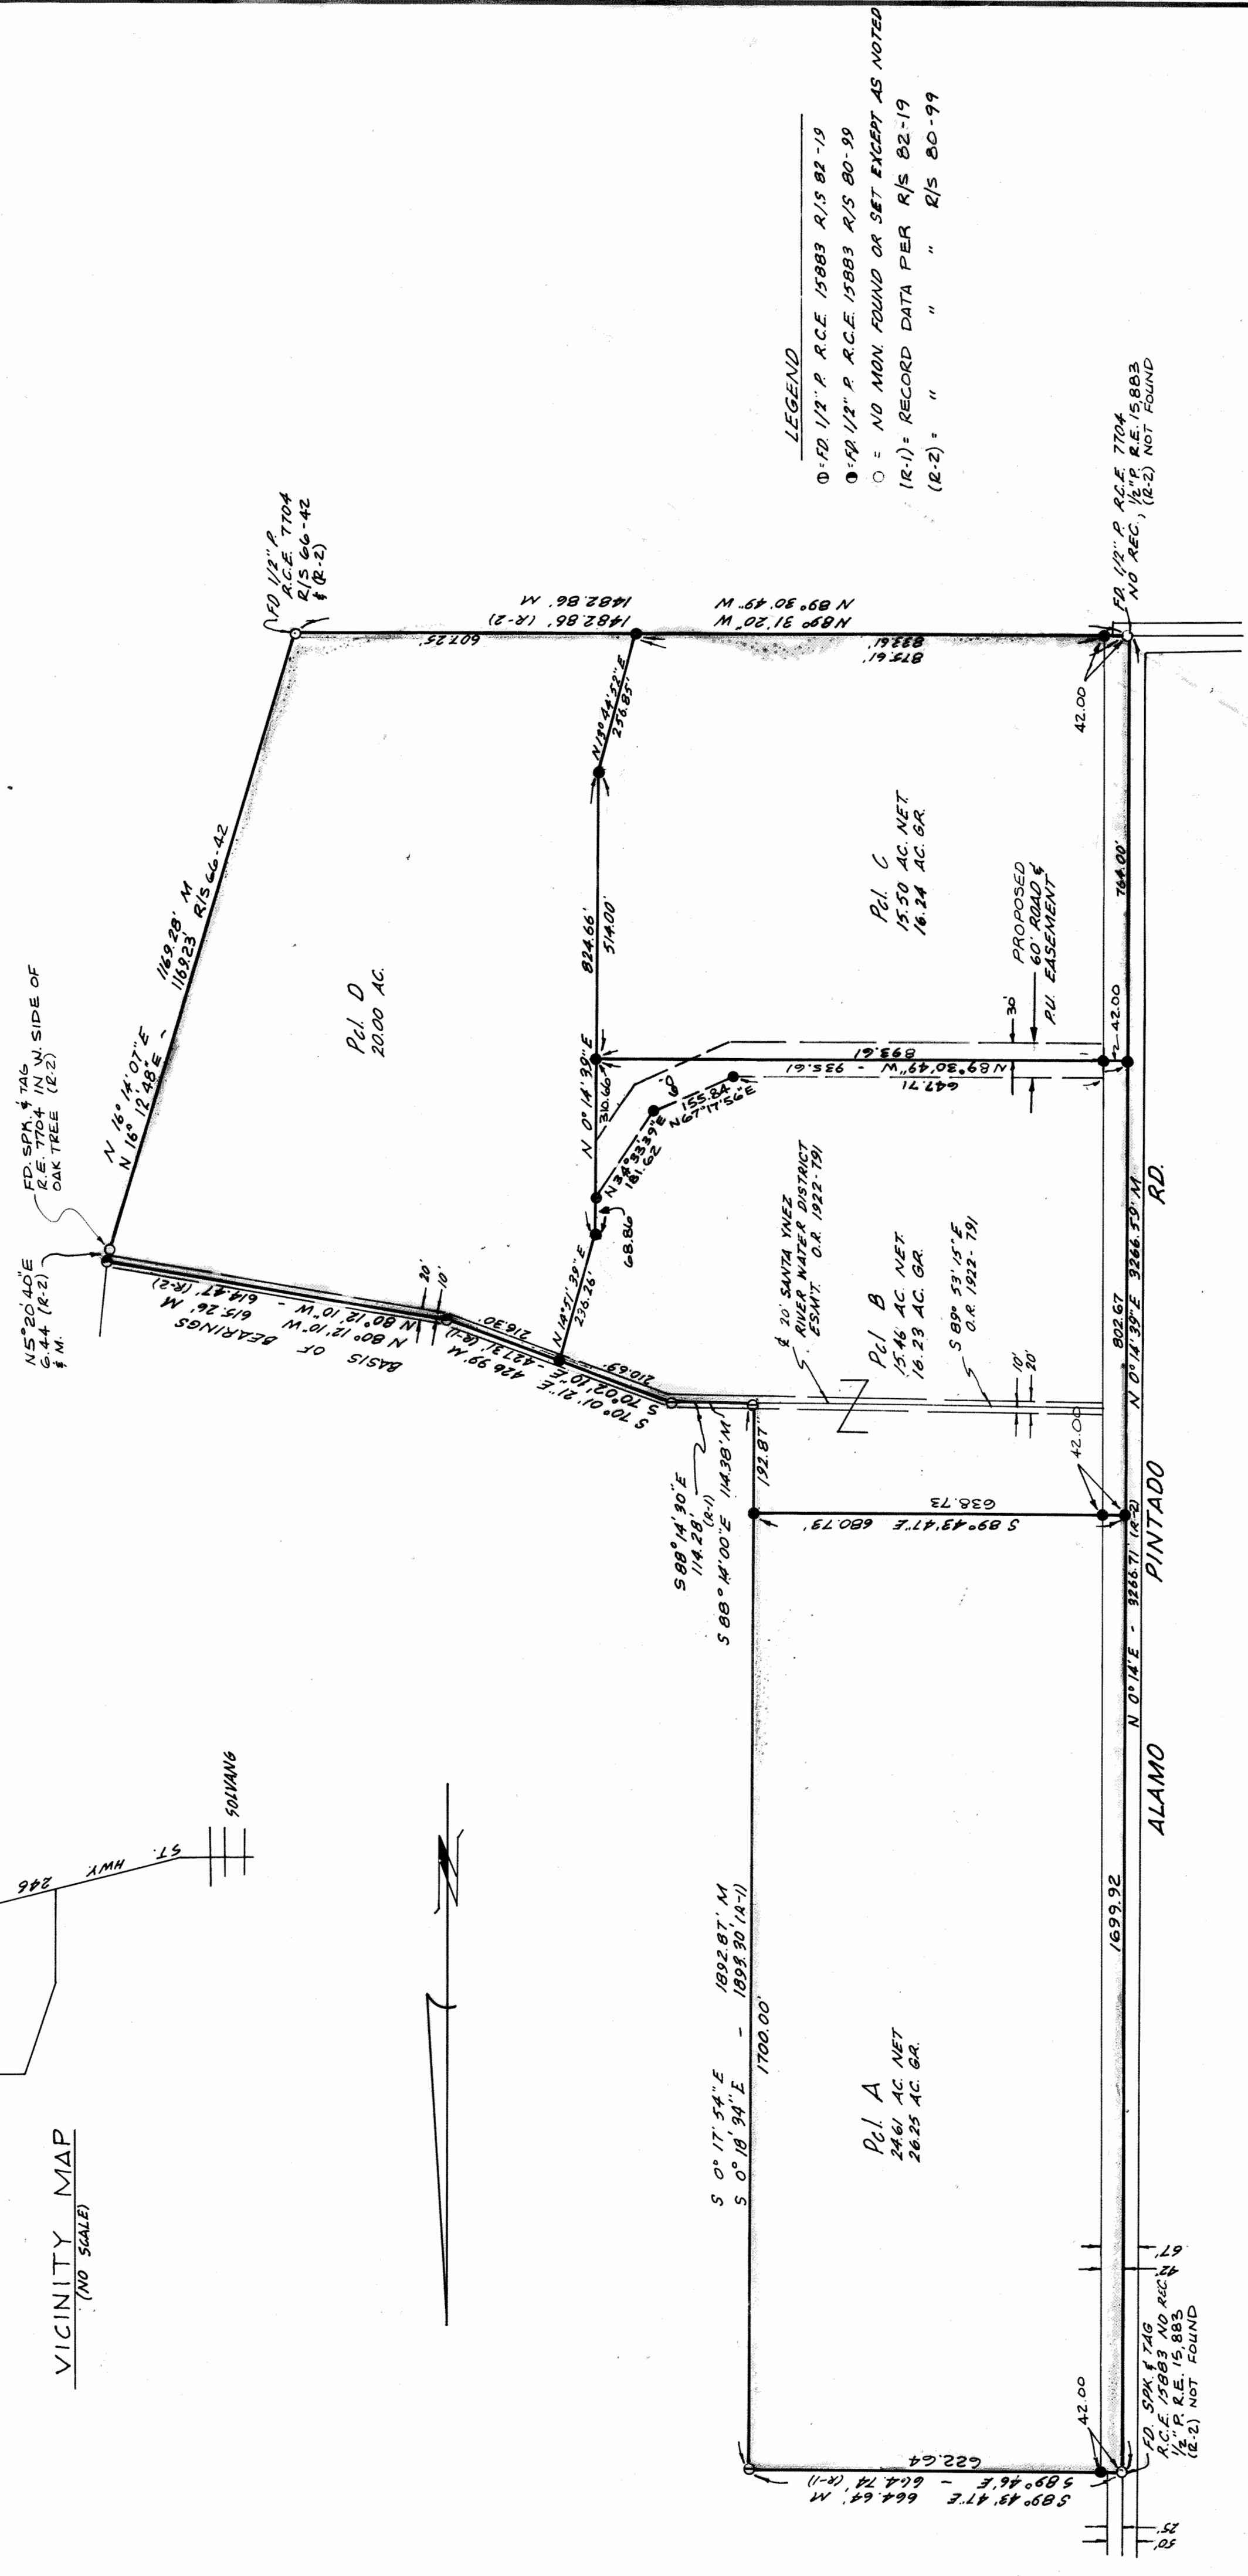 VICINITY MAP
(NO SCALE)
246
HWY.
ST.
SOLVANG
N5°20'40"E
6.44 (R-2)
& M.
FD. SPK. & TAG
R.E. 7704 IN W. SIDE OF
OAK TREE (R-2)
N 16° 14' 07" E 1169.28' M
N 16° 12' 48" E - 1169.23' R/S 66-42
FD 1/2" P.
R.C.E. 7704
R/S 66-42
& (R-2)
BASIS OF BEARINGS
N 80° 12' 10" W 615.26' M
N 80° 12' 10" W - 614.47' (R-2)
20'
10'
Pcl. D
20.00 AC.
1482.86' M
1482.86' (R-2)
607.25'
N 89° 30' 49" W
N 89° 31' 20" W
833.61
875.61'
S 70° 01' 21" E 426.99' M
S 70° 02' 10" E - 427.31' (R-1)
216.30'
210.69'
N 14° 51' 39" E
236.26'
68.86
N 0° 14' 39" E 824.66'
310.66
514.00'
N 13° 44' 52" E
256.85'
N 34° 33' 39" E
181.62
155.84
N 67° 17' 56" E
S 88° 14' 30" E
114.28'
(R-1)
S 88° 14' 00" E 114.38' M
192.87'
893.61
N 89° 30' 49" W - 935.61
647.71
Pcl. C
15.50 AC. NET
16.24 AC. GR.
PROPOSED
60' ROAD &
P.U. EASEMENT
30'
42.00
42.00
764.00'
℄ 20' SANTA YNEZ
RIVER WATER DISTRICT
ESM'T. O.R. 1922-791
Pcl B
15.46 AC. NET.
16.23 AC. GR.
S 89° 53' 15" E
O.R. 1922-791
10'
20'
638.73
S 89° 43' 47" E 680.73'
42.00
802.67
N 0° 14' 39" E 3266.59' M
N 0° 14' E - 3266.71' (R-2)
ALAMO PINTADO RD.
S 0° 17' 54" E 1892.87' M
S 0° 18' 34" E - 1893.30' (R-1)
1700.00'
Pcl. A
24.61 AC. NET
26.25 AC. GR.
1699.92
622.64
S 89° 46' E - 664.74' (R-1)
S 89° 43' 47" E 664.64' M
42.00
67'
42'
25'
50'
FD. SPK. & TAG
R.C.E. 15883 NO REC.
1/2" P. R.E. 15,883
(R-2) NOT FOUND
FD. 1/2" P. R.C.E. 7704
NO REC., 1/2" P. R.E. 15,883
(R-2) NOT FOUND
LEGEND
= FD. 1/2" P. R.C.E. 15883 R/S 82-19
= FD. 1/2" P. R.C.E. 15883 R/S 80-99
○ = NO MON. FOUND OR SET EXCEPT AS NOTED
(R-1) = RECORD DATA PER R/S 82-19
(R-2) = " " " " R/S 80-99